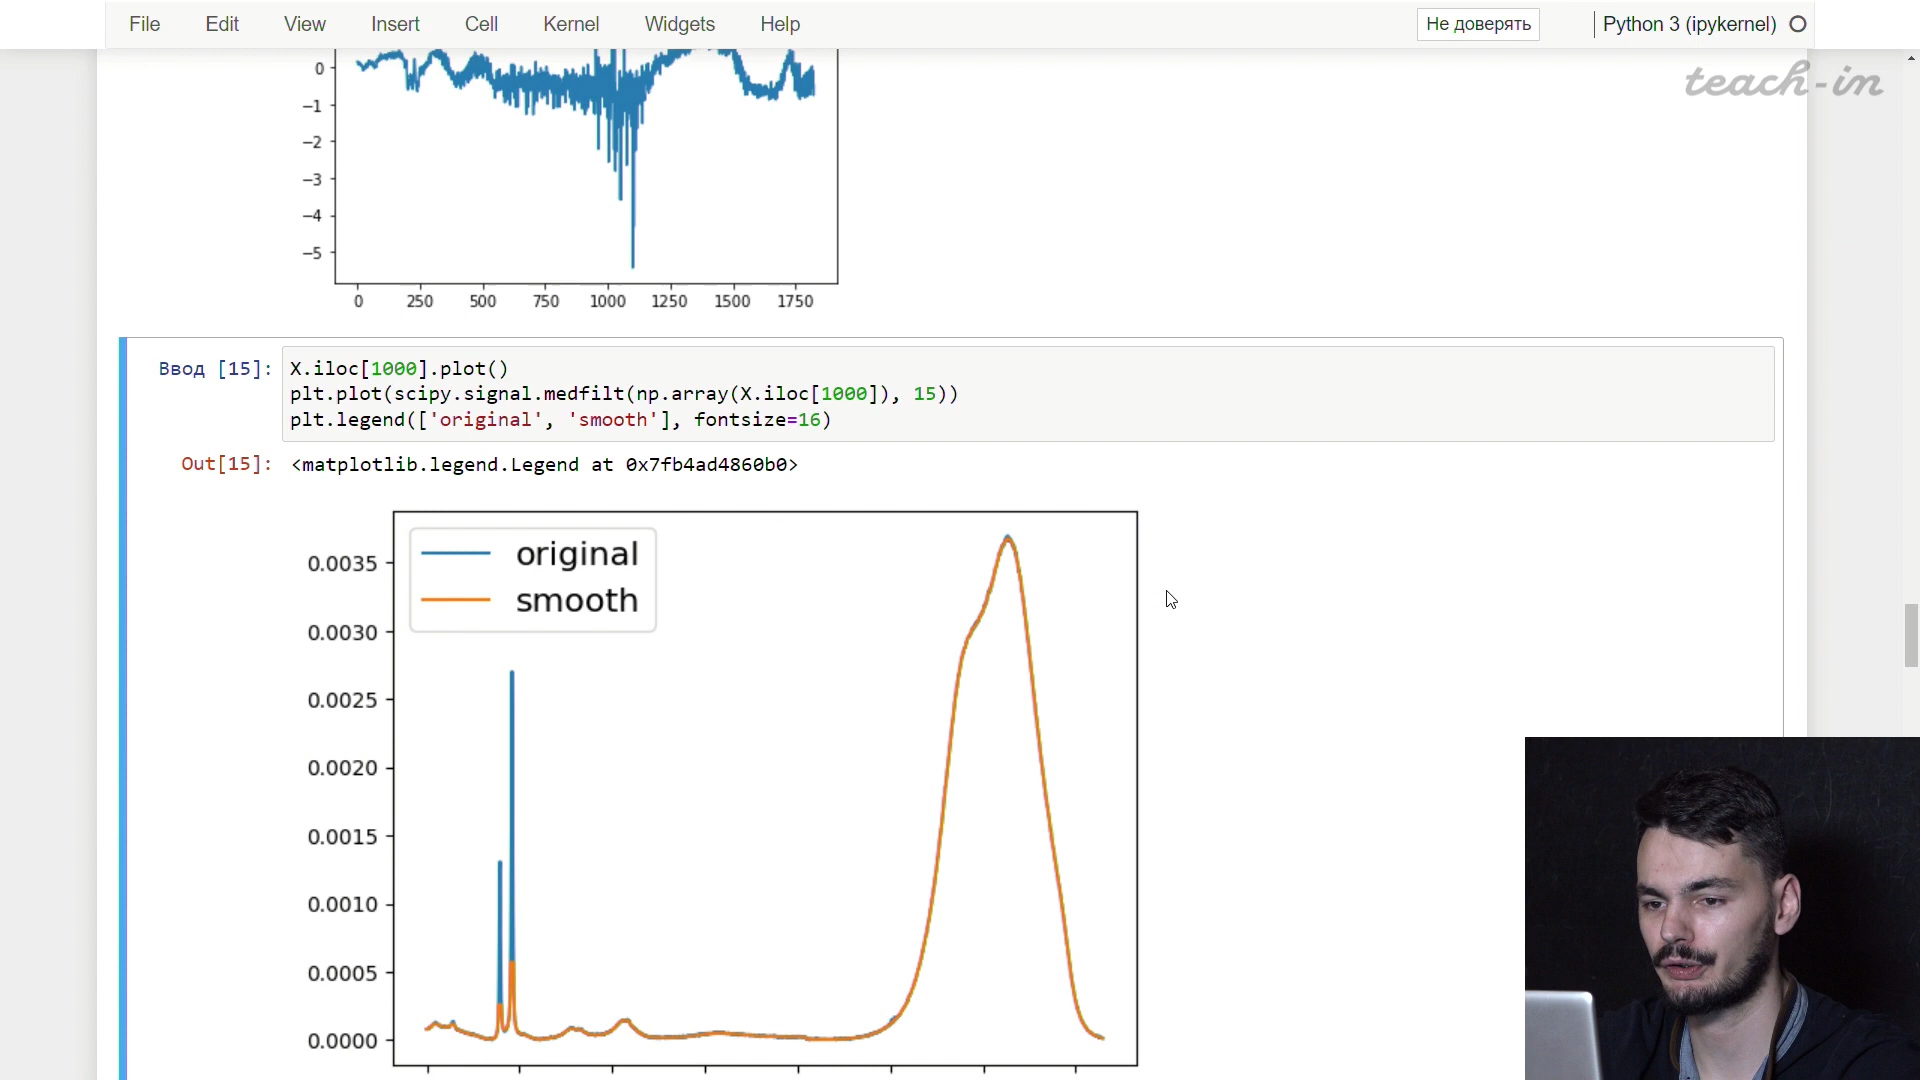 File Edit View Insert Cell Kernel Widgets Help Не доверять Python 3 (ipykernel)
teach-in
0
−1
−2
−3
−4
−5
0 250 500 750 1000 1250 1500 1750
Ввод [15]: X.iloc[1000].plot()
plt.plot(scipy.signal.medfilt(np.array(X.iloc[1000]), 15))
plt.legend(['original', 'smooth'], fontsize=16)
Out[15]: <matplotlib.legend.Legend at 0x7fb4ad4860b0>
original
smooth
0.0035
0.0030
0.0025
0.0020
0.0015
0.0010
0.0005
0.0000